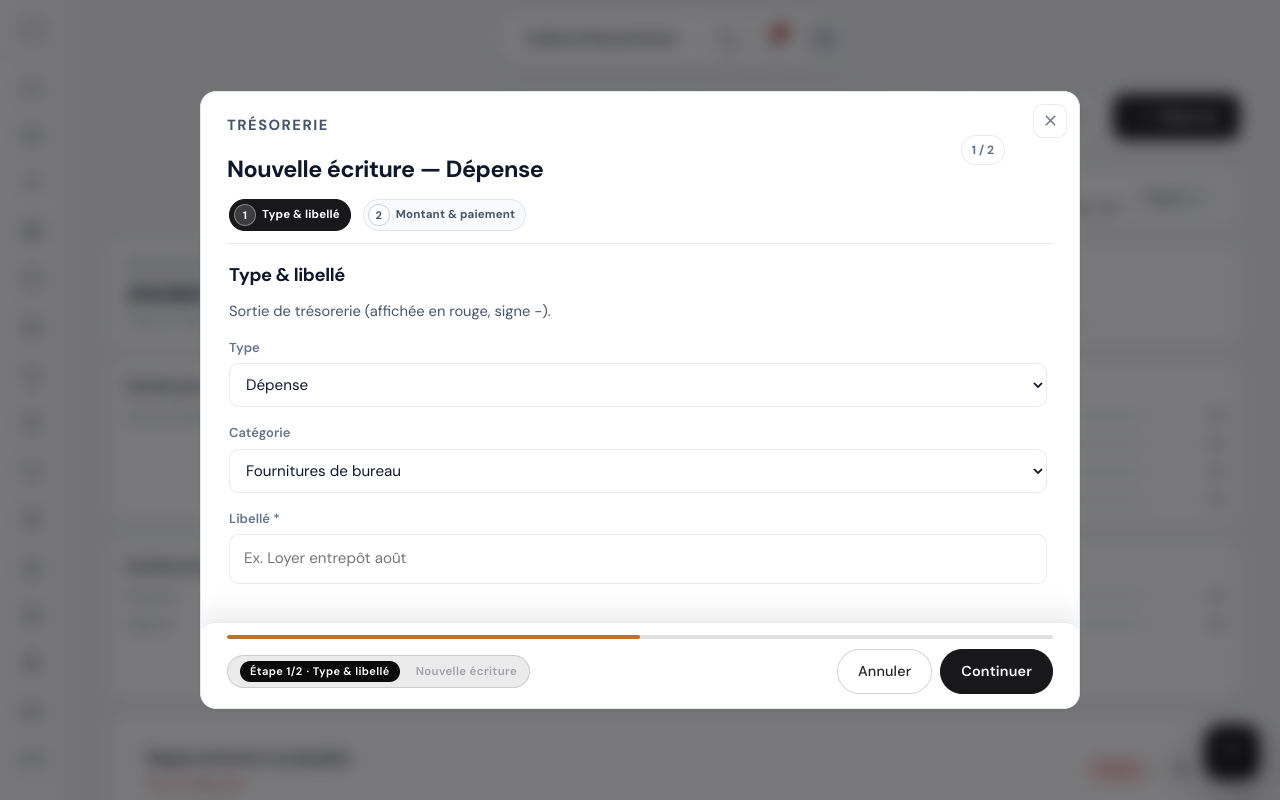 TRÉSORERIE
1 / 2
Nouvelle écriture — Dépense
1 Type & libellé
2 Montant & paiement
Type & libellé
Sortie de trésorerie (affichée en rouge, signe -).
Type
Dépense
Catégorie
Fournitures de bureau
Libellé *
Ex. Loyer entrepôt août
Étape 1/2 · Type & libellé
Nouvelle écriture
Annuler
Continuer